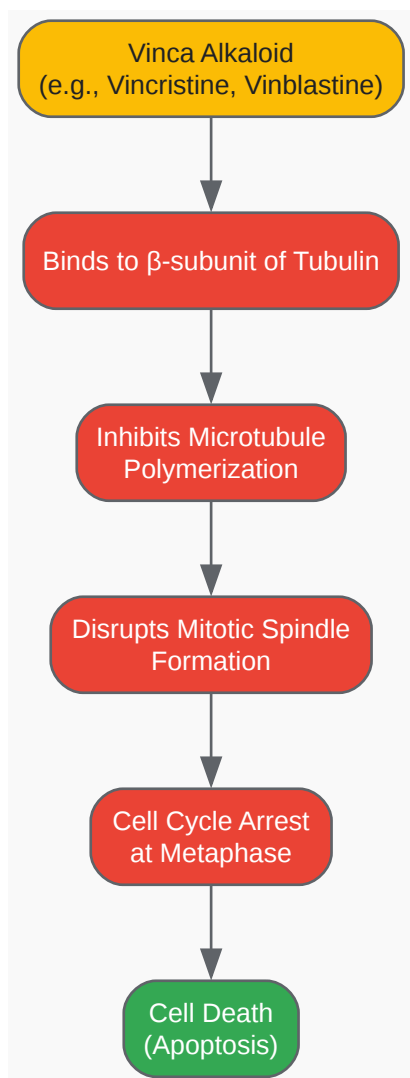 Vinca Alkaloid
(e.g., Vincristine, Vinblastine)
Binds to β-subunit of Tubulin
Inhibits Microtubule
Polymerization
Disrupts Mitotic Spindle
Formation
Cell Cycle Arrest
at Metaphase
Cell Death
(Apoptosis)